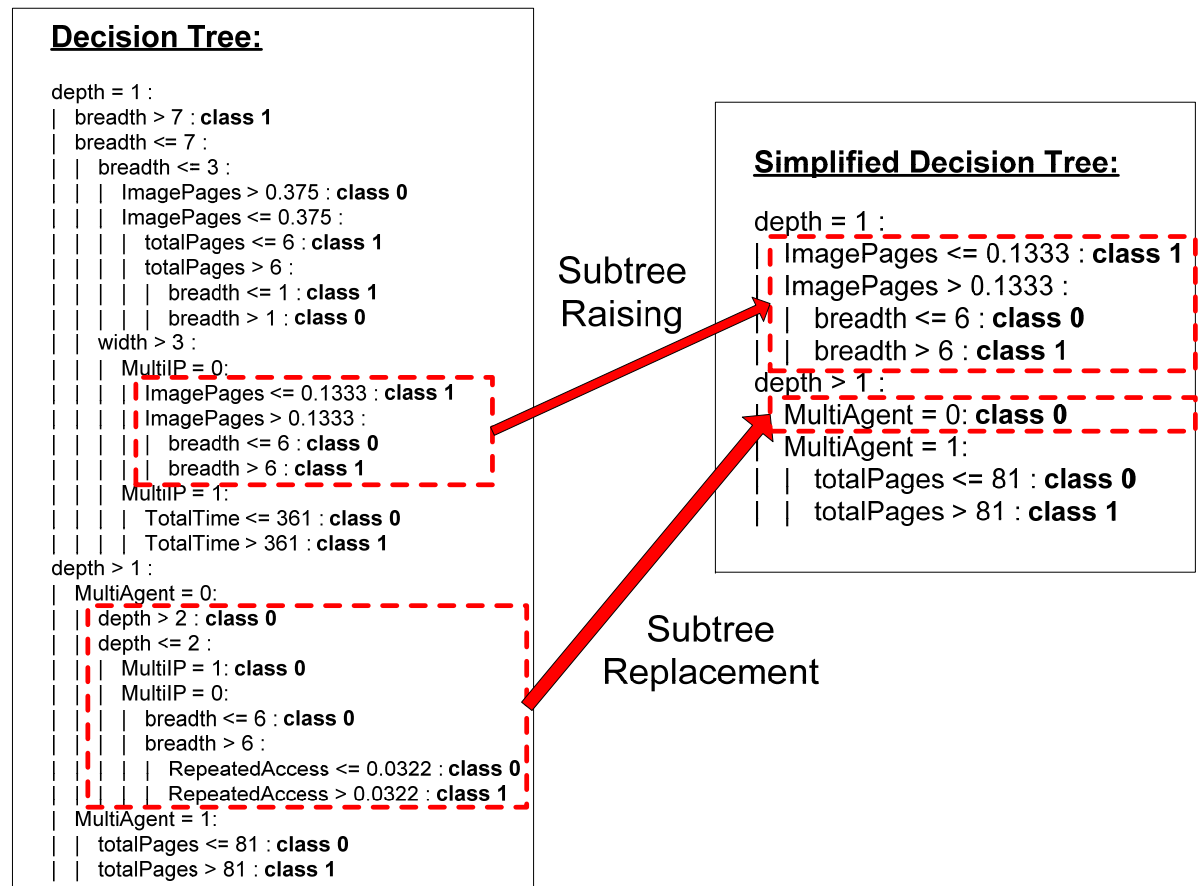 Decision Tree:
depth = 1 :
| breadth > 7 : class 1
| breadth <= 7 :
| | breadth <= 3 :
| | | ImagePages > 0.375 : class 0
| | | ImagePages <= 0.375 :
| | | | totalPages <= 6 : class 1
| | | | totalPages > 6 :
| | | | | breadth <= 1 : class 1
| | | | | breadth > 1 : class 0
| | width > 3 :
| | | MultiIP = 0:
| | | | ImagePages <= 0.1333 : class 1
| | | | ImagePages > 0.1333 :
| | | | | breadth <= 6 : class 0
| | | | | breadth > 6 : class 1
| | | MultiIP = 1:
| | | | TotalTime <= 361 : class 0
| | | | TotalTime > 361 : class 1
depth > 1 :
| MultiAgent = 0:
| | depth > 2 : class 0
| | depth <= 2 :
| | | MultiIP = 1: class 0
| | | MultiIP = 0:
| | | | breadth <= 6 : class 0
| | | | breadth > 6 :
| | | | | RepeatedAccess <= 0.0322 : class 0
| | | | | RepeatedAccess > 0.0322 : class 1
| MultiAgent = 1:
| | totalPages <= 81 : class 0
| | totalPages > 81 : class 1
Subtree
Raising
Subtree
Replacement
Simplified Decision Tree:
depth = 1 :
| ImagePages <= 0.1333 : class 1
| ImagePages > 0.1333 :
| | breadth <= 6 : class 0
| | breadth > 6 : class 1
depth > 1 :
| MultiAgent = 0: class 0
| MultiAgent = 1:
| | totalPages <= 81 : class 0
| | totalPages > 81 : class 1